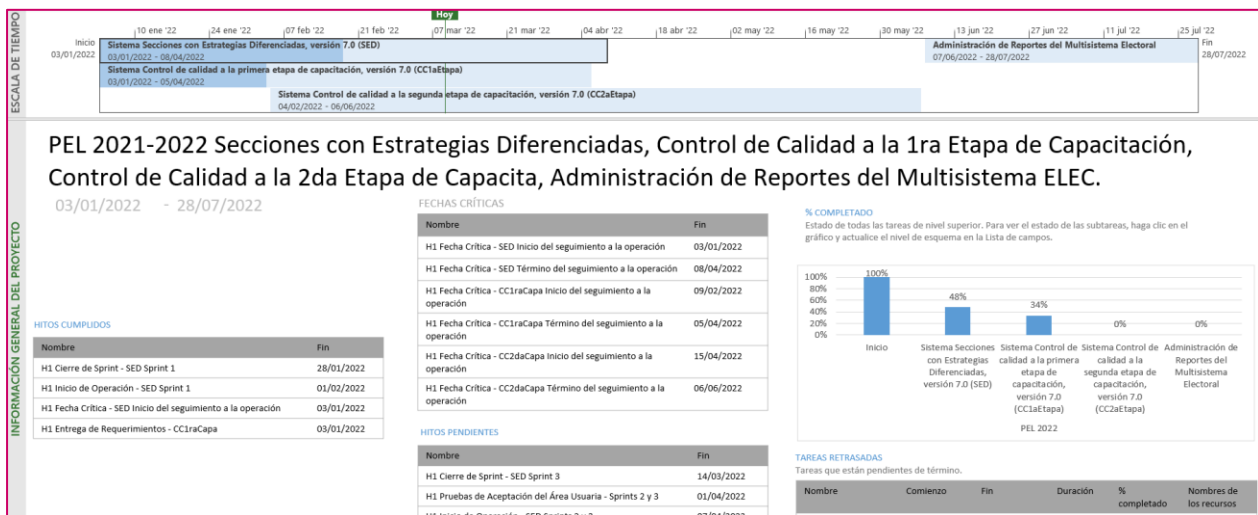 ESCALA DE TIEMPO
Hoy
10 ene '22
24 ene '22
07 feb '22
21 feb '22
07 mar '22
21 mar '22
04 abr '22
18 abr '22
02 may '22
16 may '22
30 may '22
13 jun '22
27 jun '22
11 jul '22
25 jul '22
Inicio
03/01/2022
Sistema Secciones con Estrategias Diferenciadas, versión 7.0 (SED)
03/01/2022 - 08/04/2022
Administración de Reportes del Multisistema Electoral
07/06/2022 - 28/07/2022
Fin
28/07/2022
Sistema Control de calidad a la primera etapa de capacitación, versión 7.0 (CC1aEtapa)
03/01/2022 - 05/04/2022
Sistema Control de calidad a la segunda etapa de capacitación, versión 7.0 (CC2aEtapa)
04/02/2022 - 06/06/2022
INFORMACIÓN GENERAL DEL PROYECTO
PEL 2021-2022 Secciones con Estrategias Diferenciadas, Control de Calidad a la 1ra Etapa de Capacitación,
Control de Calidad a la 2da Etapa de Capacita, Administración de Reportes del Multisistema ELEC.
03/01/2022 - 28/07/2022
HITOS CUMPLIDOS
Nombre Fin
H1 Cierre de Sprint - SED Sprint 1 28/01/2022
H1 Inicio de Operación - SED Sprint 1 01/02/2022
H1 Fecha Crítica - SED Inicio del seguimiento a la operación 03/01/2022
H1 Entrega de Requerimientos - CC1raCapa 03/01/2022
FECHAS CRÍTICAS
Nombre Fin
H1 Fecha Crítica - SED Inicio del seguimiento a la operación 03/01/2022
H1 Fecha Crítica - SED Término del seguimiento a la operación 08/04/2022
H1 Fecha Crítica - CC1raCapa Inicio del seguimiento a la 09/02/2022
operación
H1 Fecha Crítica - CC1raCapa Término del seguimiento a la 05/04/2022
operación
H1 Fecha Crítica - CC2daCapa Inicio del seguimiento a la 15/04/2022
operación
H1 Fecha Crítica - CC2daCapa Término del seguimiento a la 06/06/2022
operación
HITOS PENDIENTES
Nombre Fin
H1 Cierre de Sprint - SED Sprint 3 14/03/2022
H1 Pruebas de Aceptación del Área Usuaria - Sprints 2 y 3 01/04/2022
H1 Inicio de Operación - SED Sprints 2 y 3 07/04/2022
% COMPLETADO
Estado de todas las tareas de nivel superior. Para ver el estado de las subtareas, haga clic en el
gráfico y actualice el nivel de esquema en la Lista de campos.
100%
80%
60%
40%
20%
0%
100%
48%
34%
0%
0%
Inicio
Sistema Secciones
con Estrategias
Diferenciadas,
versión 7.0 (SED)
Sistema Control de
calidad a la primera
etapa de
capacitación,
versión 7.0
(CC1aEtapa)
Sistema Control de
calidad a la
segunda etapa de
capacitación,
versión 7.0
(CC2aEtapa)
Administración de
Reportes del
Multisistema
Electoral
PEL 2022
TAREAS RETRASADAS
Tareas que están pendientes de término.
Nombre Comienzo Fin Duración % Nombres de
completado los recursos